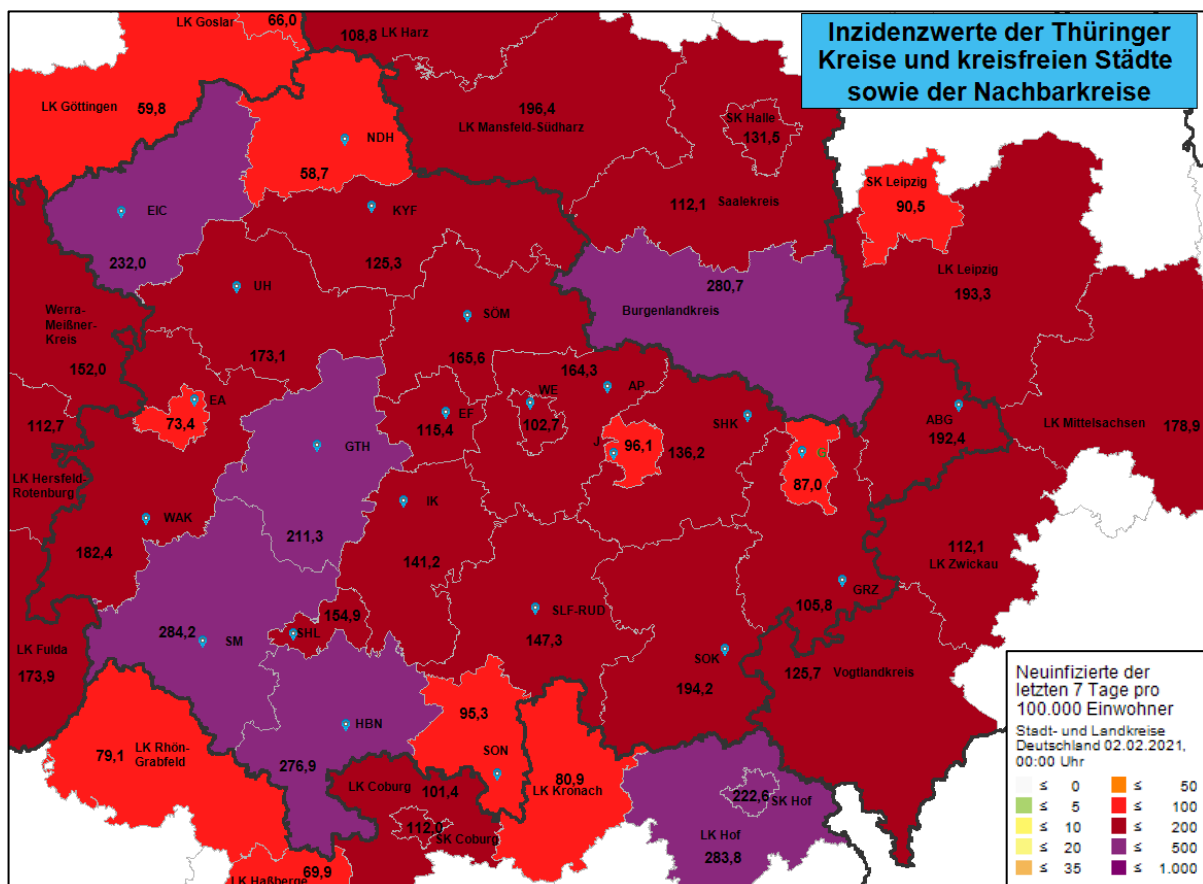 Inzidenzwerte der Thüringer
Kreise und kreisfreien Städte
sowie der Nachbarkreise
LK Goslar
66,0
108,8 LK Harz
LK Göttingen
59,8
NDH
58,7
196,4
LK Mansfeld-Südharz
SK Halle
131,5
SK Leipzig
90,5
EIC
232,0
KYF
125,3
112,1
Saalekreis
LK Leipzig
193,3
UH
173,1
SÖM
165,6
280,7
Burgenlandkreis
Werra-
Meißner-
Kreis
152,0
164,3
AP
WE
102,7
EF
115,4
EA
73,4
112,7
GTH
211,3
J
96,1
136,2
SHK
G
87,0
ABG
192,4
LK Mittelsachsen
178,9
LK Hersfeld-
Rotenburg
WAK
182,4
IK
141,2
112,1
LK Zwickau
GRZ
105,8
SLF-RUD
147,3
154,9
SHL
284,2
SM
LK Fulda
173,9
SOK
194,2
125,7
Vogtlandkreis
HBN
276,9
95,3
SON
79,1
LK Rhön-
Grabfeld
LK Coburg
101,4
112,0
SK Coburg
80,9
LK Kronach
222,6
SK Hof
LK Hof
283,8
69,9
LK Haßberge
Neuinfizierte der
letzten 7 Tage pro
100.000 Einwohner
Stadt- und Landkreise
Deutschland 02.02.2021,
00:00 Uhr
≤ 0 ≤ 50
≤ 5 ≤ 100
≤ 10 ≤ 200
≤ 20 ≤ 500
≤ 35 ≤ 1.000